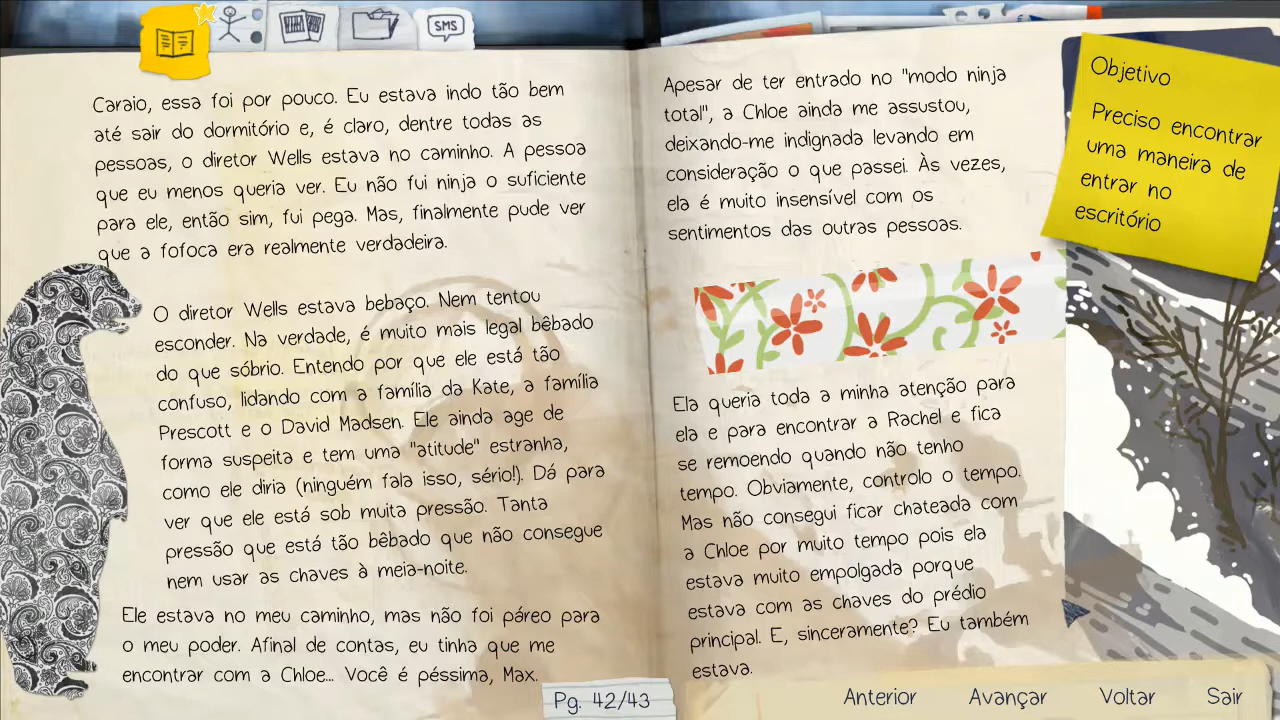 SMS
Caraio, essa foi por pouco. Eu estava indo tão bem
até sair do dormitório e, é claro, dentre todas as
pessoas, o diretor Wells estava no caminho. A pessoa
que eu menos queria ver. Eu não fui ninja o suficiente
para ele, então sim, fui pega. Mas, finalmente pude ver
que a fofoca era realmente verdadeira.
O diretor Wells estava bebaço. Nem tentou
esconder. Na verdade, é muito mais legal bêbado
do que sóbrio. Entendo por que ele está tão
confuso, lidando com a família da Kate, a família
Prescott e o David Madsen. Ele ainda age de
forma suspeita e tem uma "atitude" estranha,
como ele diria (ninguém fala isso, sério!). Dá para
ver que ele está sob muita pressão. Tanta
pressão que está tão bêbado que não consegue
nem usar as chaves à meia-noite.
Ele estava no meu caminho, mas não foi páreo para
o meu poder. Afinal de contas, eu tinha que me
encontrar com a Chloe... Você é péssima, Max.
Apesar de ter entrado no "modo ninja
total", a Chloe ainda me assustou,
deixando-me indignada levando em
consideração o que passei. Às vezes,
ela é muito insensível com os
sentimentos das outras pessoas.
Ela queria toda a minha atenção para
ela e para encontrar a Rachel e fica
se remoendo quando não tenho
tempo. Obviamente, controlo o tempo.
Mas não consegui ficar chateada com
a Chloe por muito tempo pois ela
estava muito empolgada porque
estava com as chaves do prédio
principal. E, sinceramente? Eu também
estava.
Objetivo
Preciso encontrar
uma maneira de
entrar no
escritório
Pg. 42/43
Anterior Avançar Voltar Sair